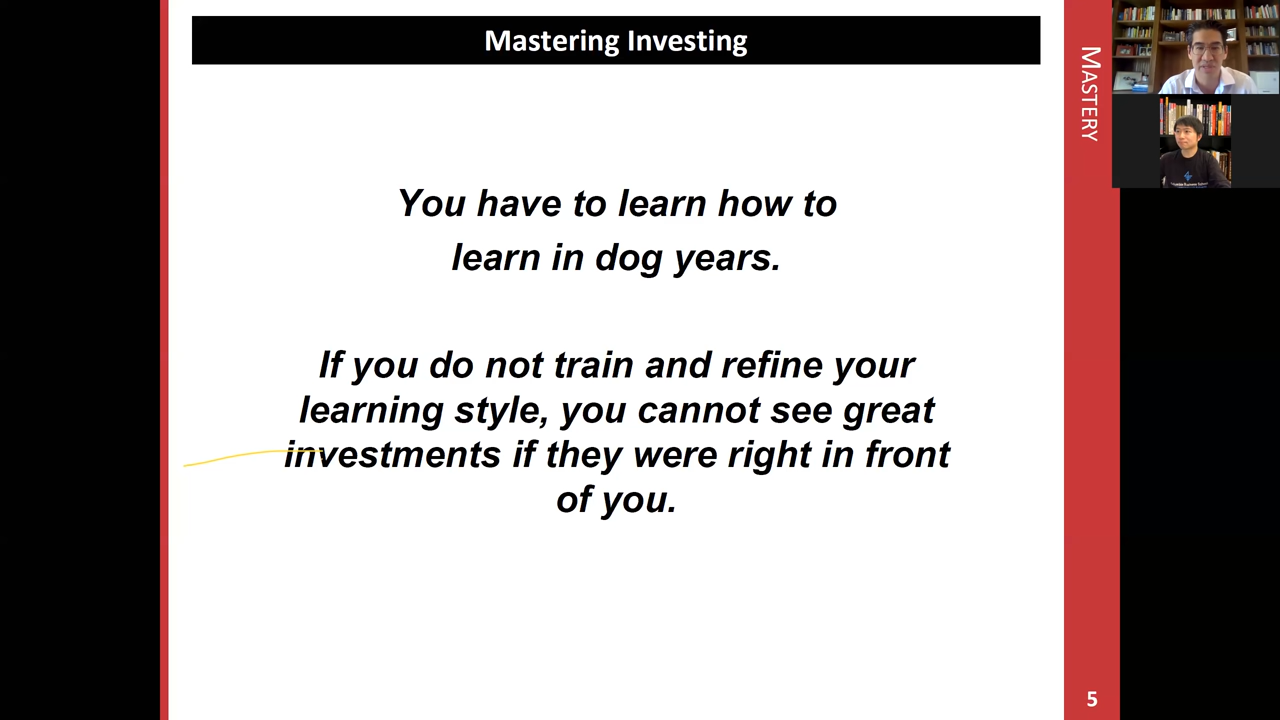 Mastering Investing
You have to learn how to
learn in dog years.
If you do not train and refine your
learning style, you cannot see great
investments if they were right in front
of you.
MASTERY
5